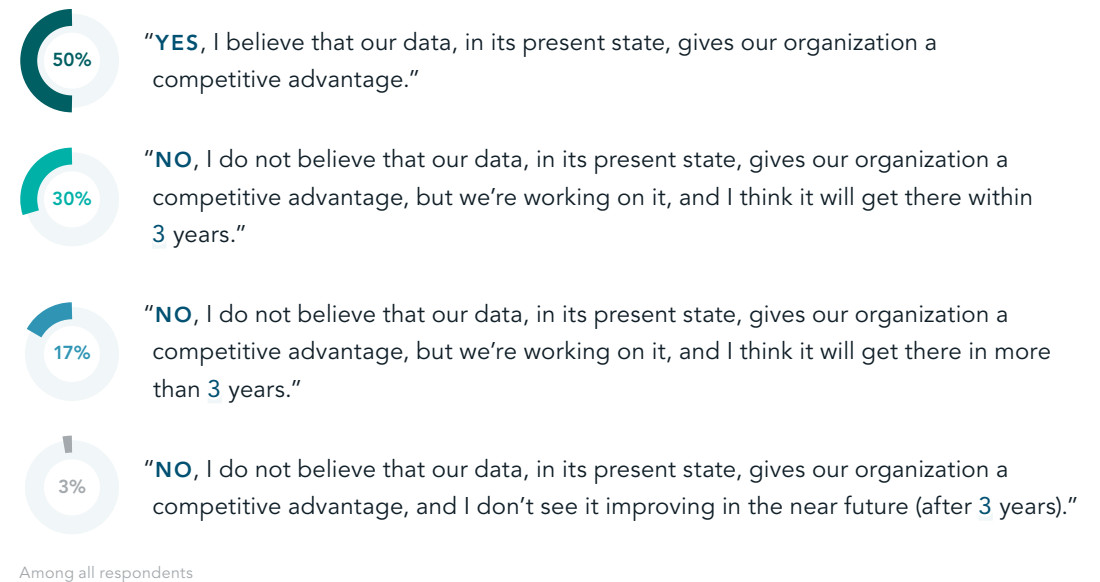 50%
“YES, I believe that our data, in its present state, gives our organization a
competitive advantage.”
“NO, I do not believe that our data, in its present state, gives our organization a
30%
competitive advantage, but we’re working on it, and I think it will get there within
3 years.”
“NO, I do not believe that our data, in its present state, gives our organization a
17%
competitive advantage, but we’re working on it, and I think it will get there in more
than 3 years.”
“NO, I do not believe that our data, in its present state, gives our organization a
3%
competitive advantage, and I don’t see it improving in the near future (after 3 years).”
Among all respondents